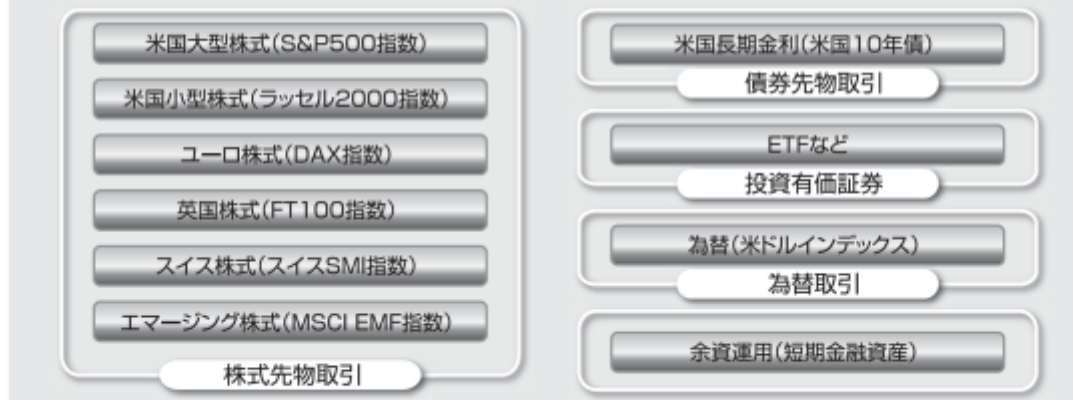 米国大型株式(S&P500指数)
米国小型株式(ラッセル2000指数)
ユーロ株式(DAX指数)
英国株式(FT100指数)
スイス株式(スイスSMI指数)
エマージング株式(MSCI EMF指数)
株式先物取引
米国長期金利(米国10年債)
債券先物取引
ETFなど
投資有価証券
為替(米ドルインデックス)
為替取引
余資運用(短期金融資産)